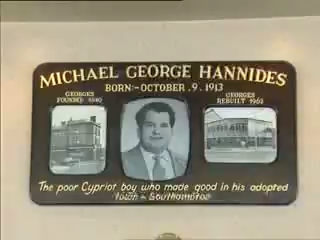 MICHAEL GEORGE HANNIDES
BORN:-OCTOBER.9.1913
GEORGES
FOUNDED 1940
GEORGES
REBUILT 1962
The poor Cypriot boy who made good in his adopted
town - Southampton